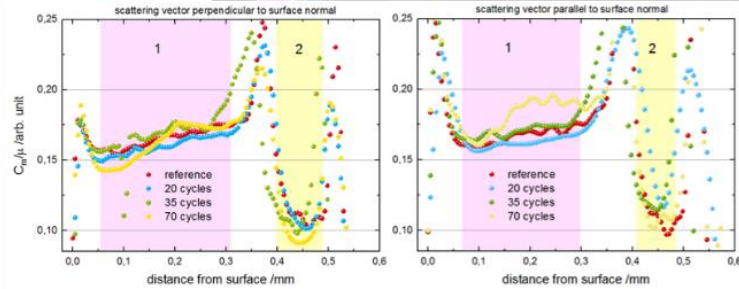 scattering vector perpendicular to surface normal
0,25
0,20
0,15
0,10
C_m/μ /arb. unit
1
2
reference
20 cycles
35 cycles
70 cycles
0,0 0,1 0,2 0,3 0,4 0,5 0,6
distance from surface /mm
scattering vector parallel to surface normal
0,25
0,20
0,15
0,10
1
2
reference
20 cycles
35 cycles
70 cycles
0,0 0,1 0,2 0,3 0,4 0,5 0,6
distance from surface /mm